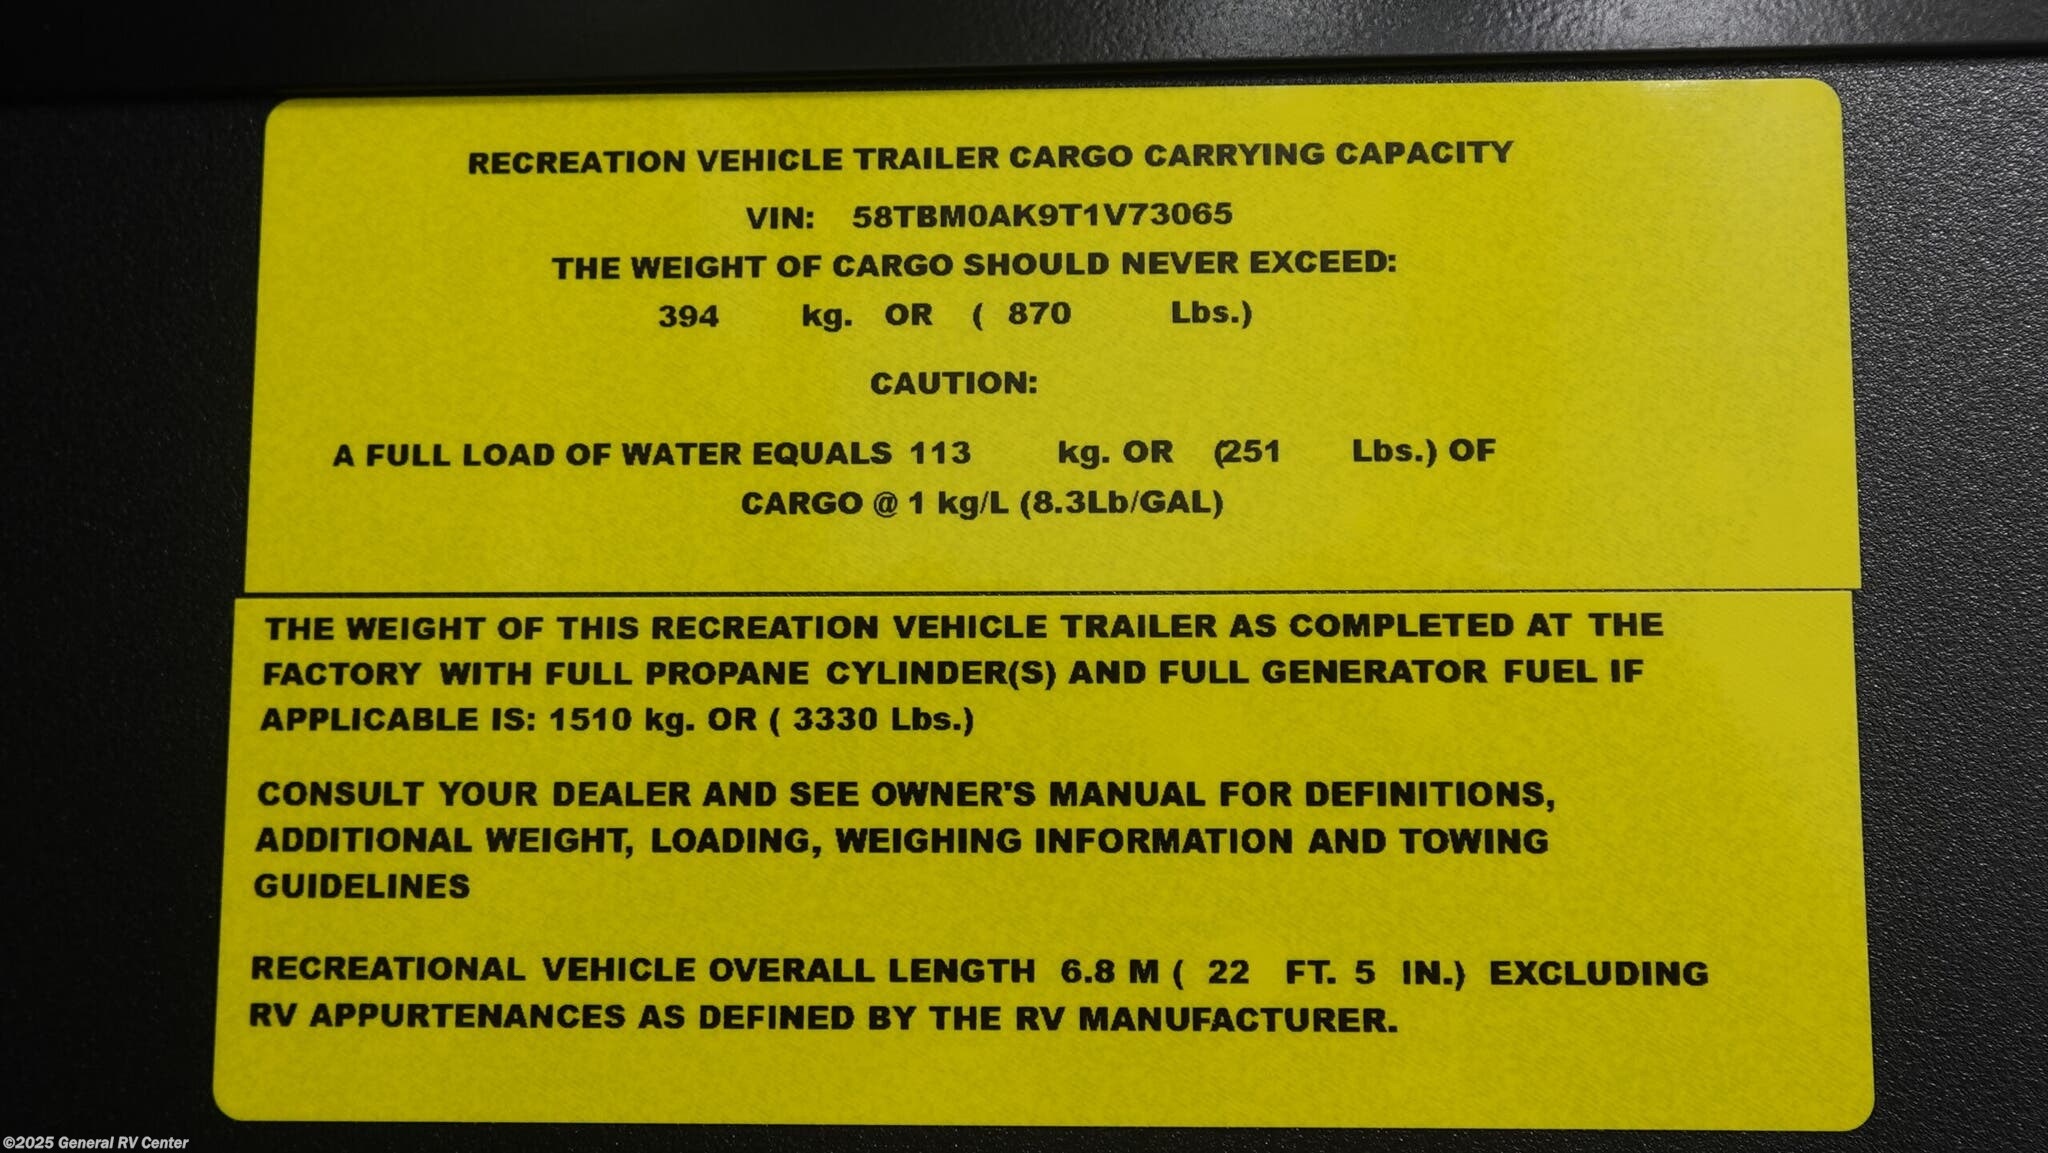 RECREATION VEHICLE TRAILER CARGO CARRYING CAPACITY
VIN: 58TBM0AK9T1V73065
THE WEIGHT OF CARGO SHOULD NEVER EXCEED:
394 kg. OR ( 870 Lbs.)
CAUTION:
A FULL LOAD OF WATER EQUALS 113 kg. OR (251 Lbs.) OF
CARGO @ 1 kg/L (8.3Lb/GAL)
THE WEIGHT OF THIS RECREATION VEHICLE TRAILER AS COMPLETED AT THE
FACTORY WITH FULL PROPANE CYLINDER(S) AND FULL GENERATOR FUEL IF
APPLICABLE IS: 1510 kg. OR ( 3330 Lbs.)
CONSULT YOUR DEALER AND SEE OWNER'S MANUAL FOR DEFINITIONS,
ADDITIONAL WEIGHT, LOADING, WEIGHING INFORMATION AND TOWING
GUIDELINES
RECREATIONAL VEHICLE OVERALL LENGTH 6.8 M ( 22 FT. 5 IN.) EXCLUDING
RV APPURTENANCES AS DEFINED BY THE RV MANUFACTURER.
©2025 General RV Center